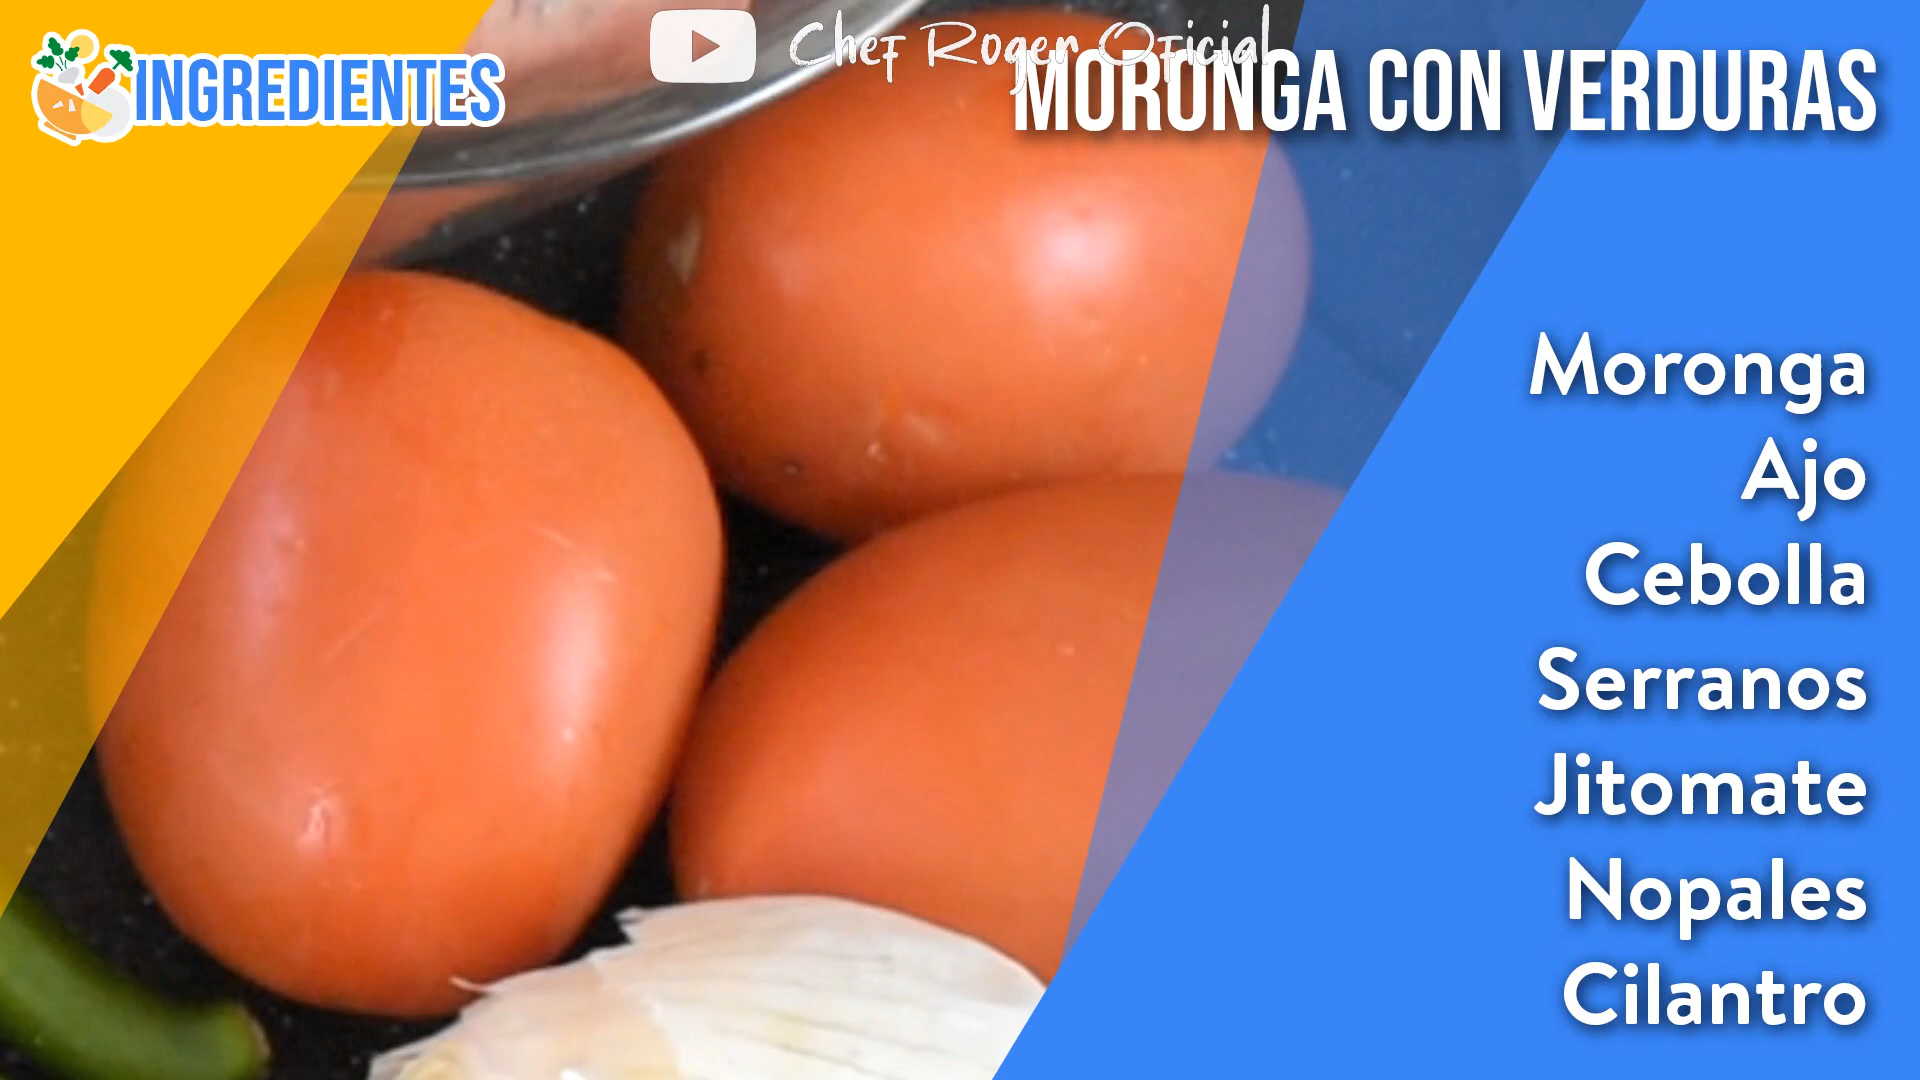 INGREDIENTES
Chef Roger Oficial
MORONGA CON VERDURAS
Moronga
Ajo
Cebolla
Serranos
Jitomate
Nopales
Cilantro